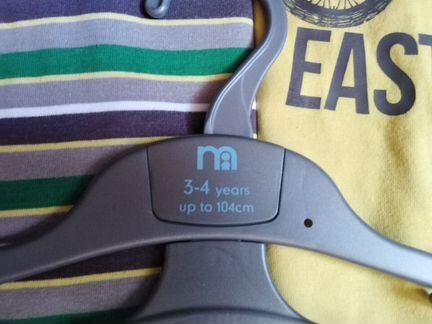 EAST
m
3-4 years
up to 104cm